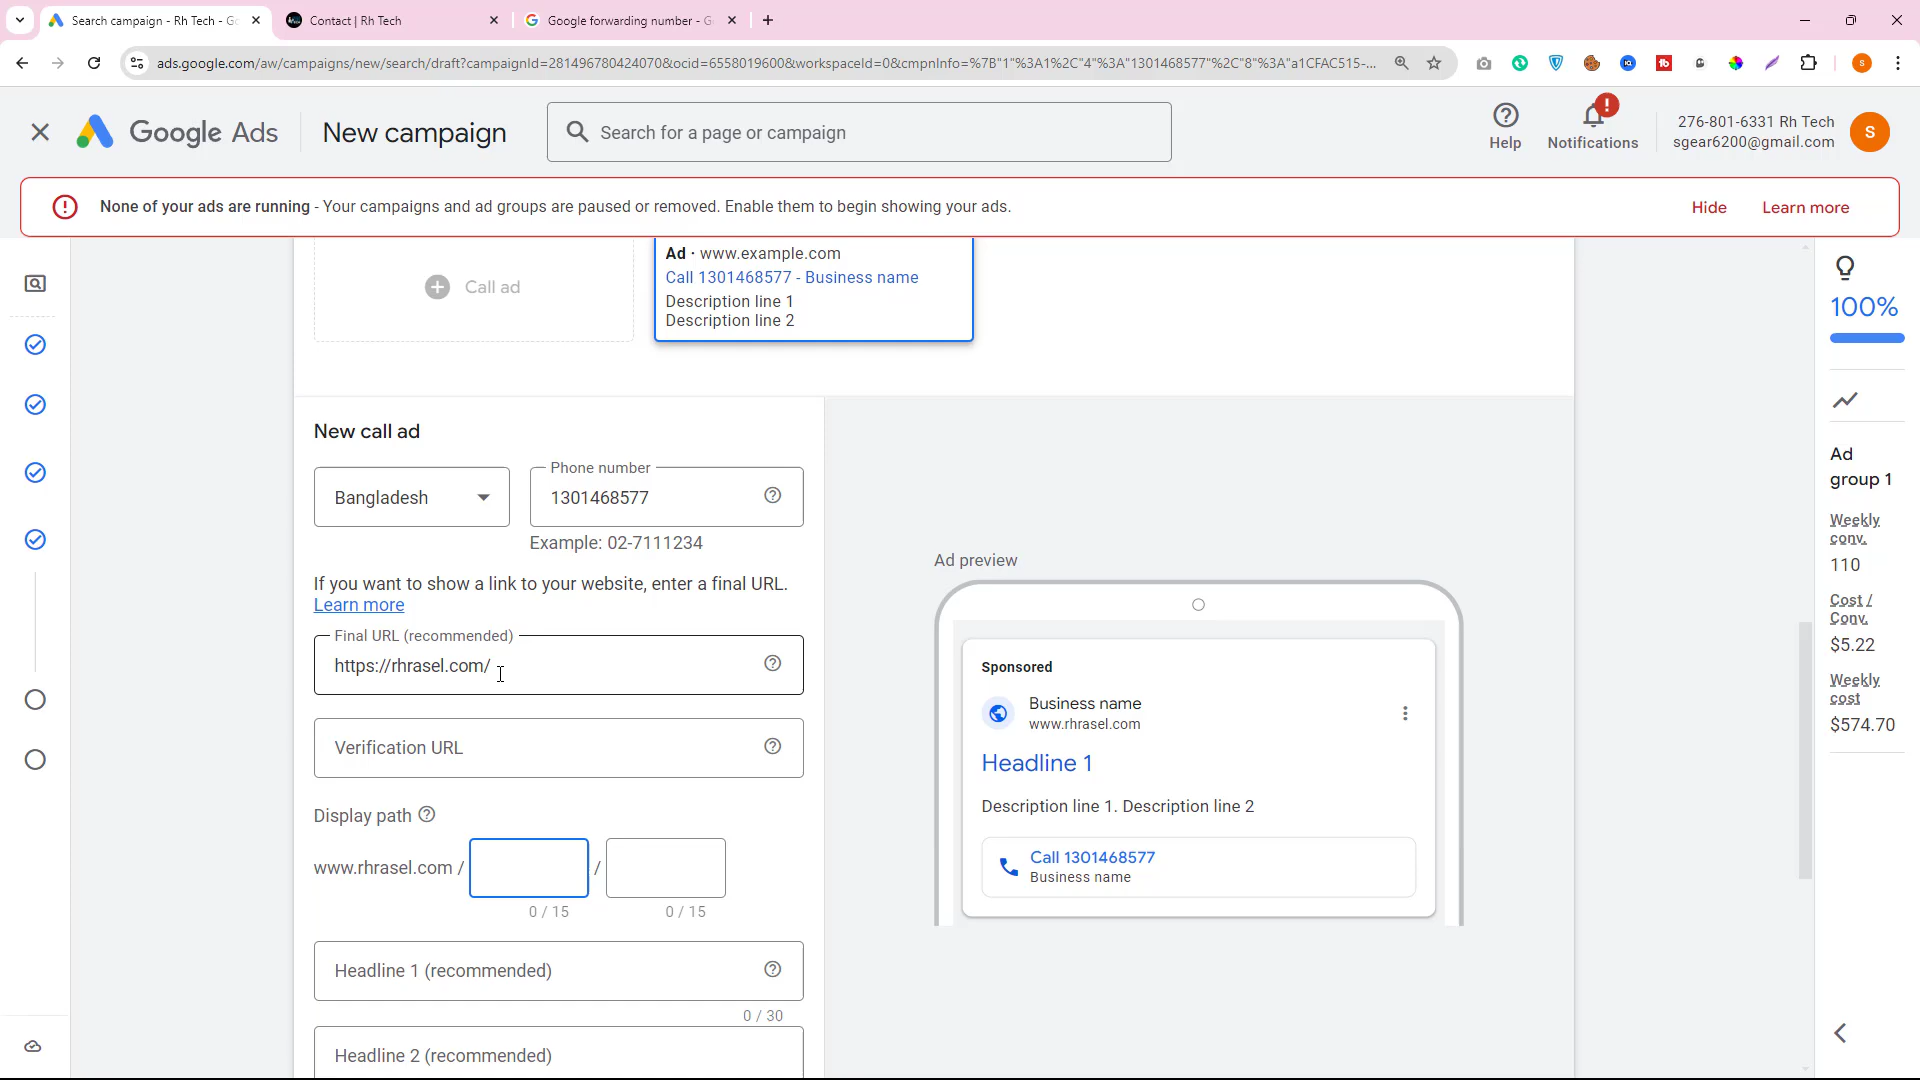 Search campaign - Rh Tech - Go
Contact | Rh Tech
Google forwarding number - G
ads.google.com/aw/campaigns/new/search/draft?campaignId=281496780424070&ocid=6558019600&workspaceId=0&cmpnInfo=%7B"1"%3A1%2C"4"%3A"1301468577"%2C"8"%3A"a1CFAC515-...
Google Ads
New campaign
Search for a page or campaign
Help
Notifications
276-801-6331 Rh Tech
sgear6200@gmail.com
S
None of your ads are running - Your campaigns and ad groups are paused or removed. Enable them to begin showing your ads.
Hide
Learn more
Call ad
Ad · www.example.com
Call 1301468577 - Business name
Description line 1
Description line 2
New call ad
Bangladesh
Phone number
1301468577
Example: 02-7111234
If you want to show a link to your website, enter a final URL.
Learn more
Final URL (recommended)
https://rhrasel.com/
Verification URL
Display path
www.rhrasel.com /
/
0 / 15
0 / 15
Headline 1 (recommended)
0 / 30
Headline 2 (recommended)
Ad preview
Sponsored
Business name
www.rhrasel.com
Headline 1
Description line 1. Description line 2
Call 1301468577
Business name
100%
Ad
group 1
Weekly
conv.
110
Cost /
Conv.
$5.22
Weekly
cost
$574.70